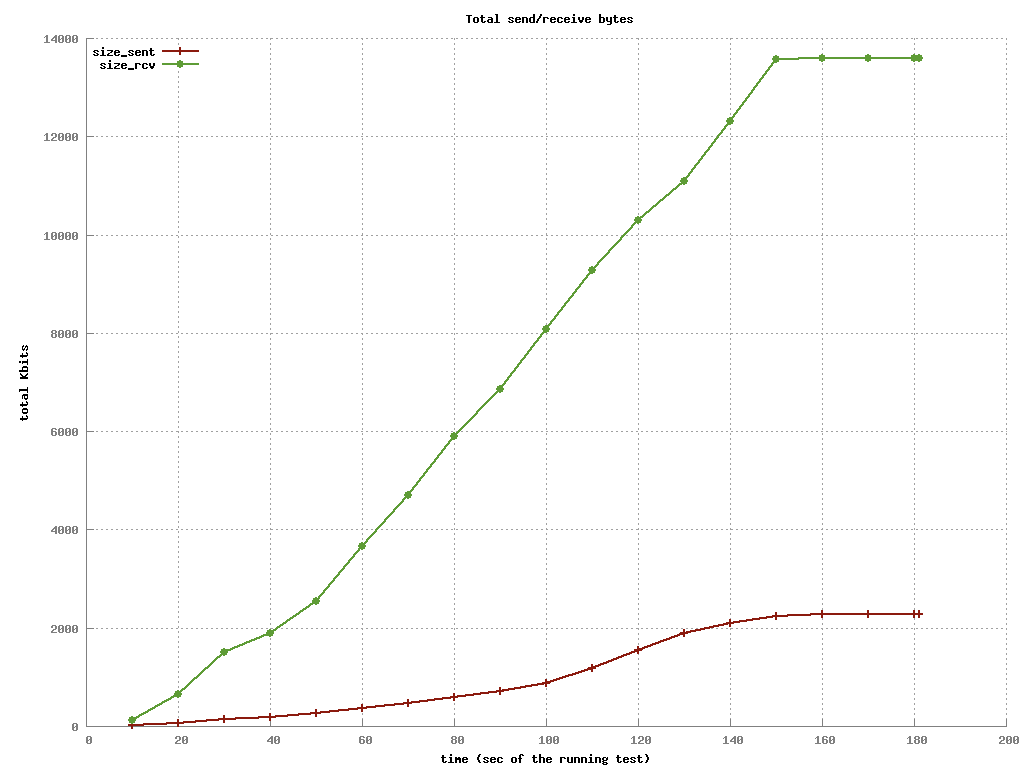 Total send/receive bytes
size_sent
size_rcv
14000
12000
10000
8000
6000
4000
2000
0
total Kbits
0 20 40 60 80 100 120 140 160 180 200
time (sec of the running test)